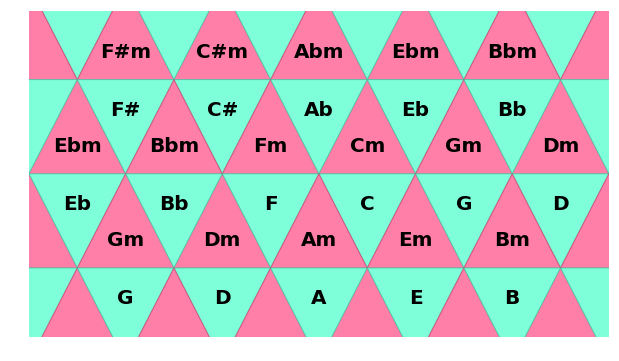 F#m C#m Abm Ebm Bbm
F# C# Ab Eb Bb
Ebm Bbm Fm Cm Gm Dm
Eb Bb F C G D
Gm Dm Am Em Bm
G D A E B